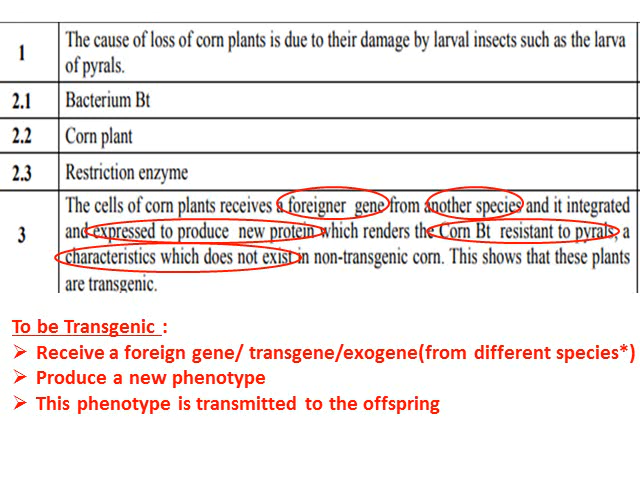 1 The cause of loss of corn plants is due to their damage by larval insects such as the larva
of pyrals.
2.1 Bacterium Bt
2.2 Corn plant
2.3 Restriction enzyme
The cells of corn plants receives a foreigner gene from another species and it integrated
3 and expressed to produce new protein which renders the Corn Bt resistant to pyrals, a
characteristics which does not exist in non-transgenic corn. This shows that these plants
are transgenic.
To be Transgenic :
➢ Receive a foreign gene/ transgene/exogene(from different species*)
➢ Produce a new phenotype
➢ This phenotype is transmitted to the offspring